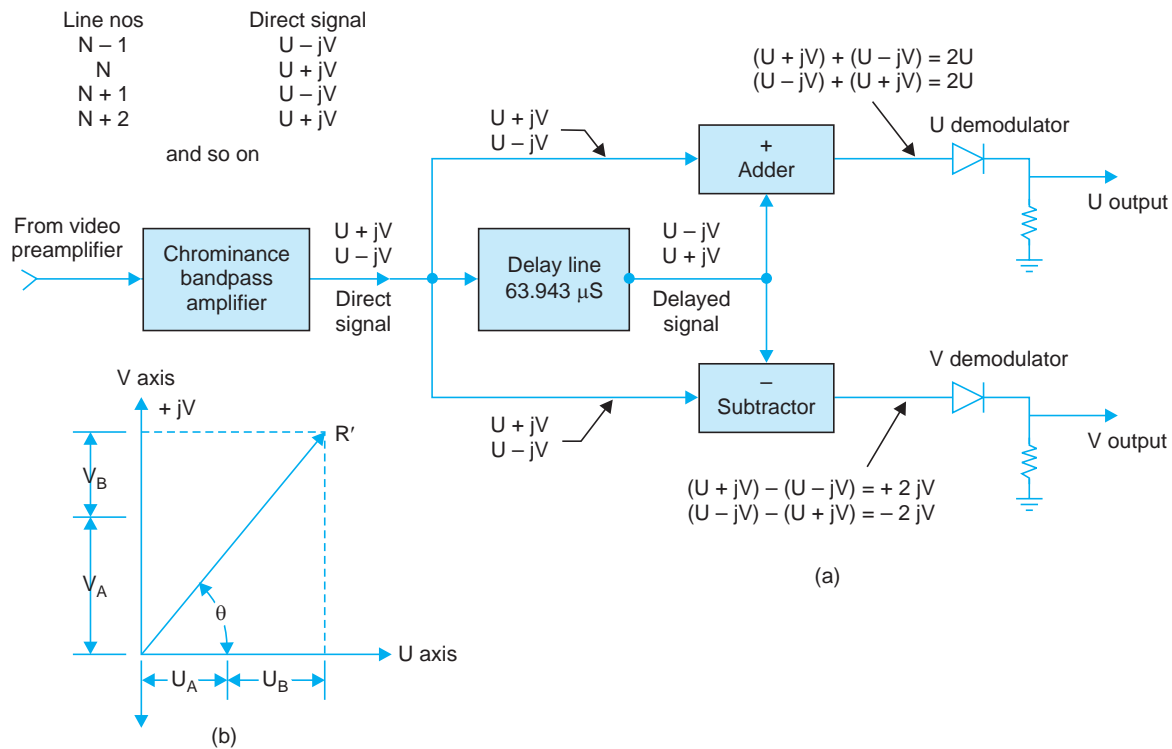 Line nos Direct signal
N – 1 U – jV
N U + jV
N + 1 U – jV
N + 2 U + jV
and so on
(U + jV) + (U – jV) = 2U
(U – jV) + (U + jV) = 2U
U + jV
U – jV
+
Adder
U demodulator
U output
From video
preamplifier
Chrominance
bandpass
amplifier
U + jV
U – jV
Direct
signal
Delay line
63.943 μS
U – jV
U + jV
Delayed
signal
–
Subtractor
V demodulator
V output
U + jV
U – jV
(U + jV) – (U – jV) = + 2 jV
(U – jV) – (U + jV) = – 2 jV
(a)
V axis
+ jV
R′
V_B
V_A
θ
U axis
U_A U_B
(b)